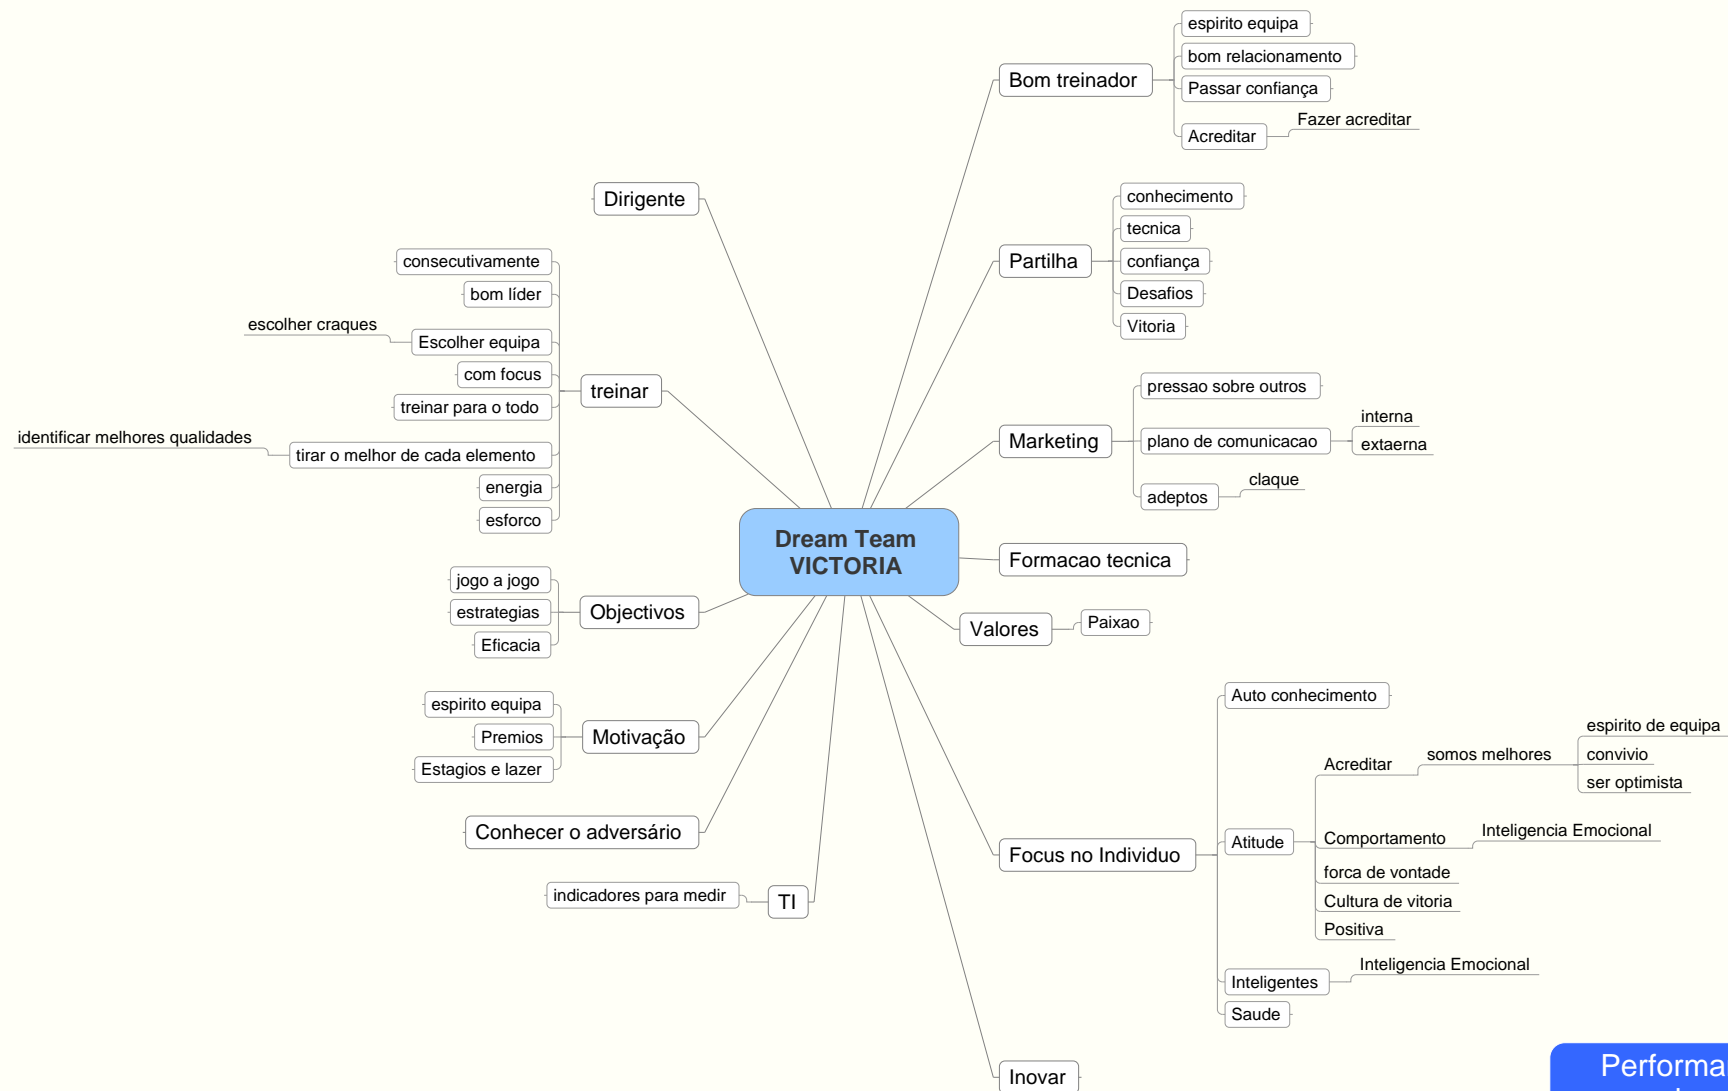 Dream Team
VICTORIA
Bom treinador
espirito equipa
bom relacionamento
Passar confiança
Acreditar
Fazer acreditar
Partilha
conhecimento
tecnica
confiança
Desafios
Vitoria
Marketing
pressao sobre outros
plano de comunicacao
interna
extaerna
adeptos
claque
Formacao tecnica
Valores
Paixao
Focus no Individuo
Auto conhecimento
Atitude
Acreditar
somos melhores
espirito de equipa
convivio
ser optimista
Comportamento
Inteligencia Emocional
forca de vontade
Cultura de vitoria
Positiva
Inteligentes
Inteligencia Emocional
Saude
Inovar
Dirigente
treinar
consecutivamente
bom líder
Escolher equipa
escolher craques
com focus
treinar para o todo
tirar o melhor de cada elemento
identificar melhores qualidades
energia
esforco
Objectivos
jogo a jogo
estrategias
Eficacia
Motivação
espirito equipa
Premios
Estagios e lazer
Conhecer o adversário
TI
indicadores para medir